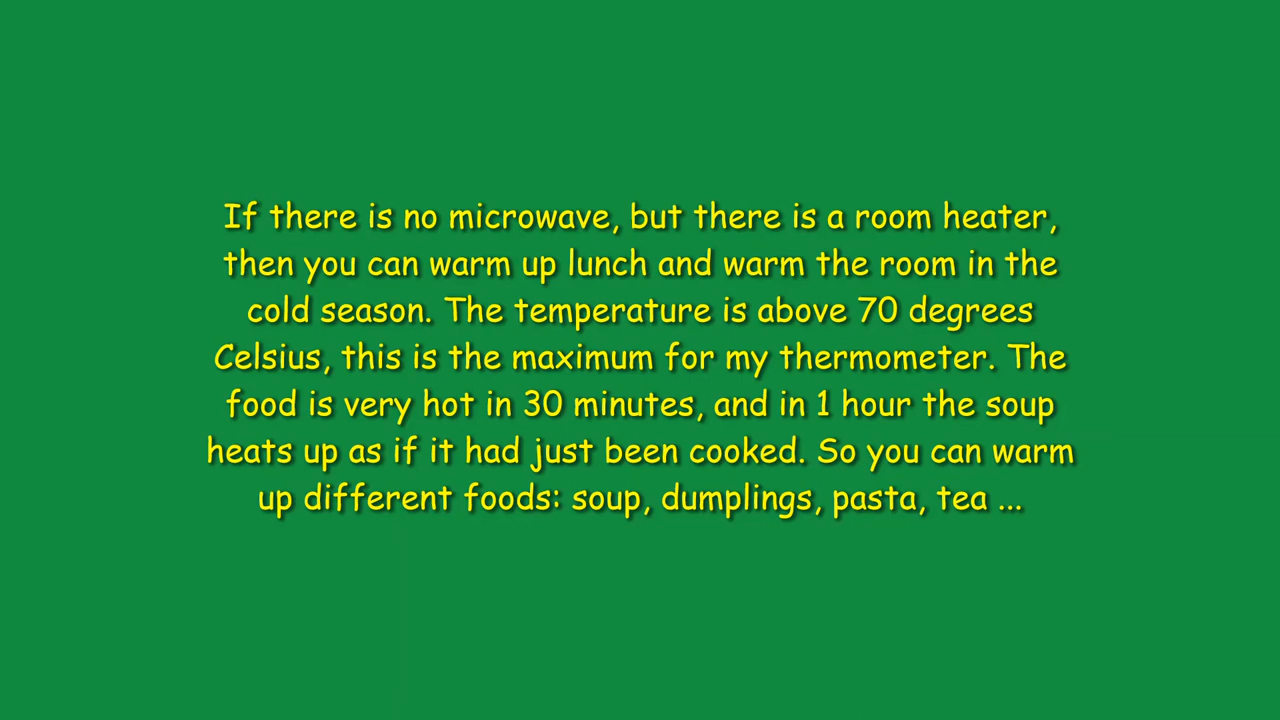 If there is no microwave, but there is a room heater,
then you can warm up lunch and warm the room in the
cold season. The temperature is above 70 degrees
Celsius, this is the maximum for my thermometer. The
food is very hot in 30 minutes, and in 1 hour the soup
heats up as if it had just been cooked. So you can warm
up different foods: soup, dumplings, pasta, tea ...